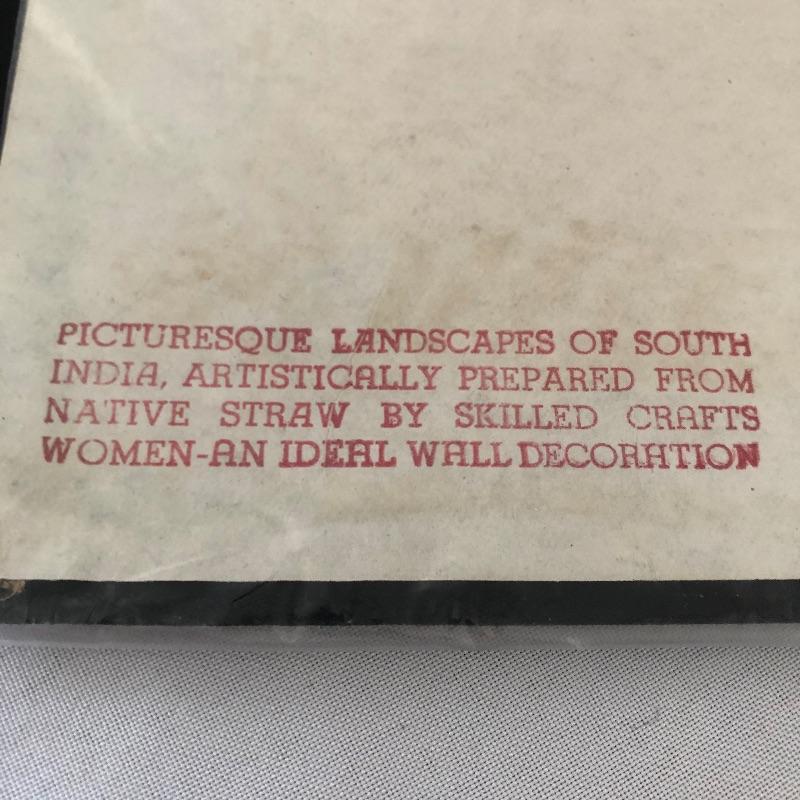 PICTURESQUE LANDSCAPES OF SOUTH
INDIA, ARTISTICALLY PREPARED FROM
NATIVE STRAW BY SKILLED CRAFTS
WOMEN-AN IDEAL WALL DECORATION